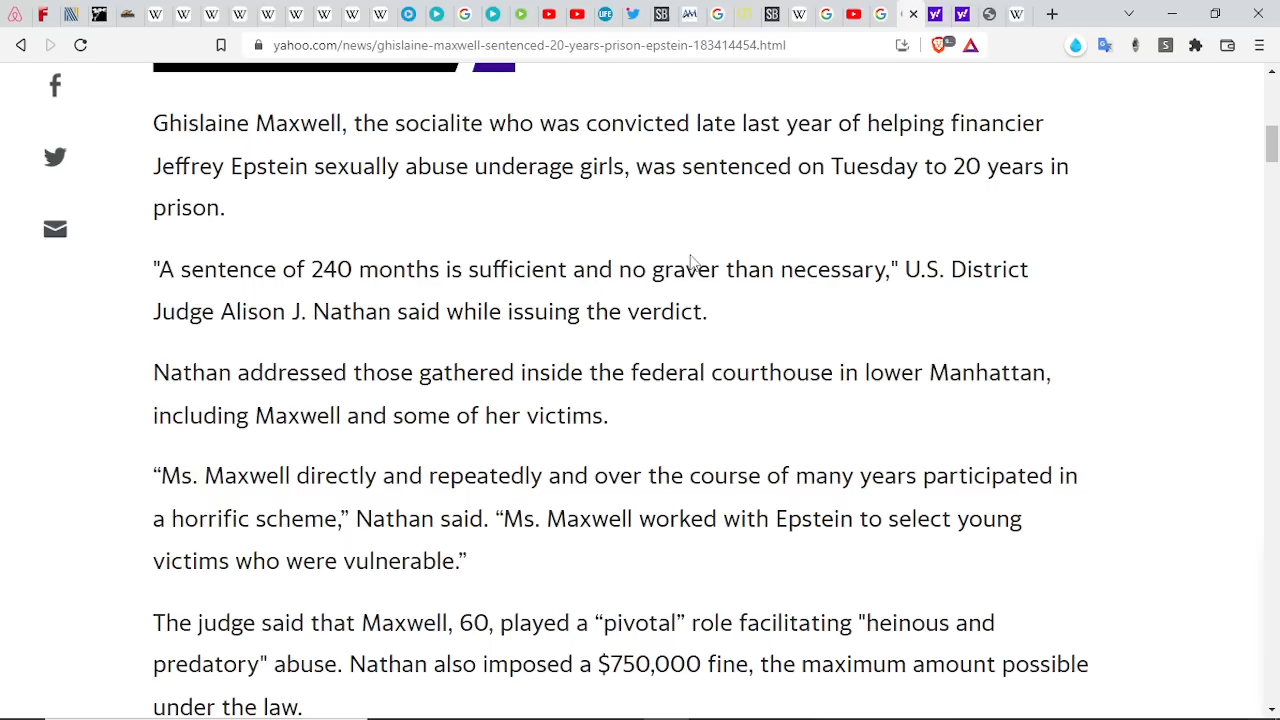 yahoo.com/news/ghislaine-maxwell-sentenced-20-years-prison-epstein-183414454.html
Ghislaine Maxwell, the socialite who was convicted late last year of helping financier
Jeffrey Epstein sexually abuse underage girls, was sentenced on Tuesday to 20 years in
prison.
"A sentence of 240 months is sufficient and no graver than necessary," U.S. District
Judge Alison J. Nathan said while issuing the verdict.
Nathan addressed those gathered inside the federal courthouse in lower Manhattan,
including Maxwell and some of her victims.
“Ms. Maxwell directly and repeatedly and over the course of many years participated in
a horrific scheme,” Nathan said. “Ms. Maxwell worked with Epstein to select young
victims who were vulnerable.”
The judge said that Maxwell, 60, played a “pivotal” role facilitating "heinous and
predatory" abuse. Nathan also imposed a $750,000 fine, the maximum amount possible
under the law.